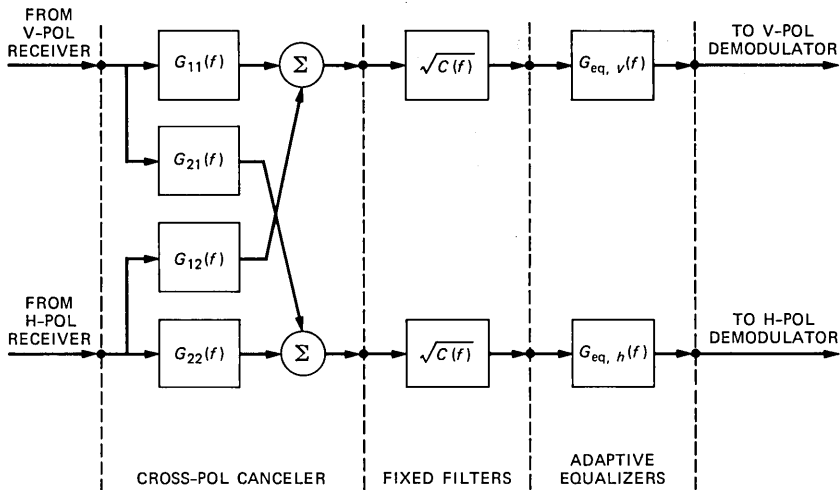 FROM
V-POL
RECEIVER
G11(f)
Σ
√C(f)
Geq, v(f)
TO V-POL
DEMODULATOR
G21(f)
G12(f)
FROM
H-POL
RECEIVER
G22(f)
Σ
√C(f)
Geq, h(f)
TO H-POL
DEMODULATOR
CROSS-POL CANCELER
FIXED FILTERS
ADAPTIVE
EQUALIZERS